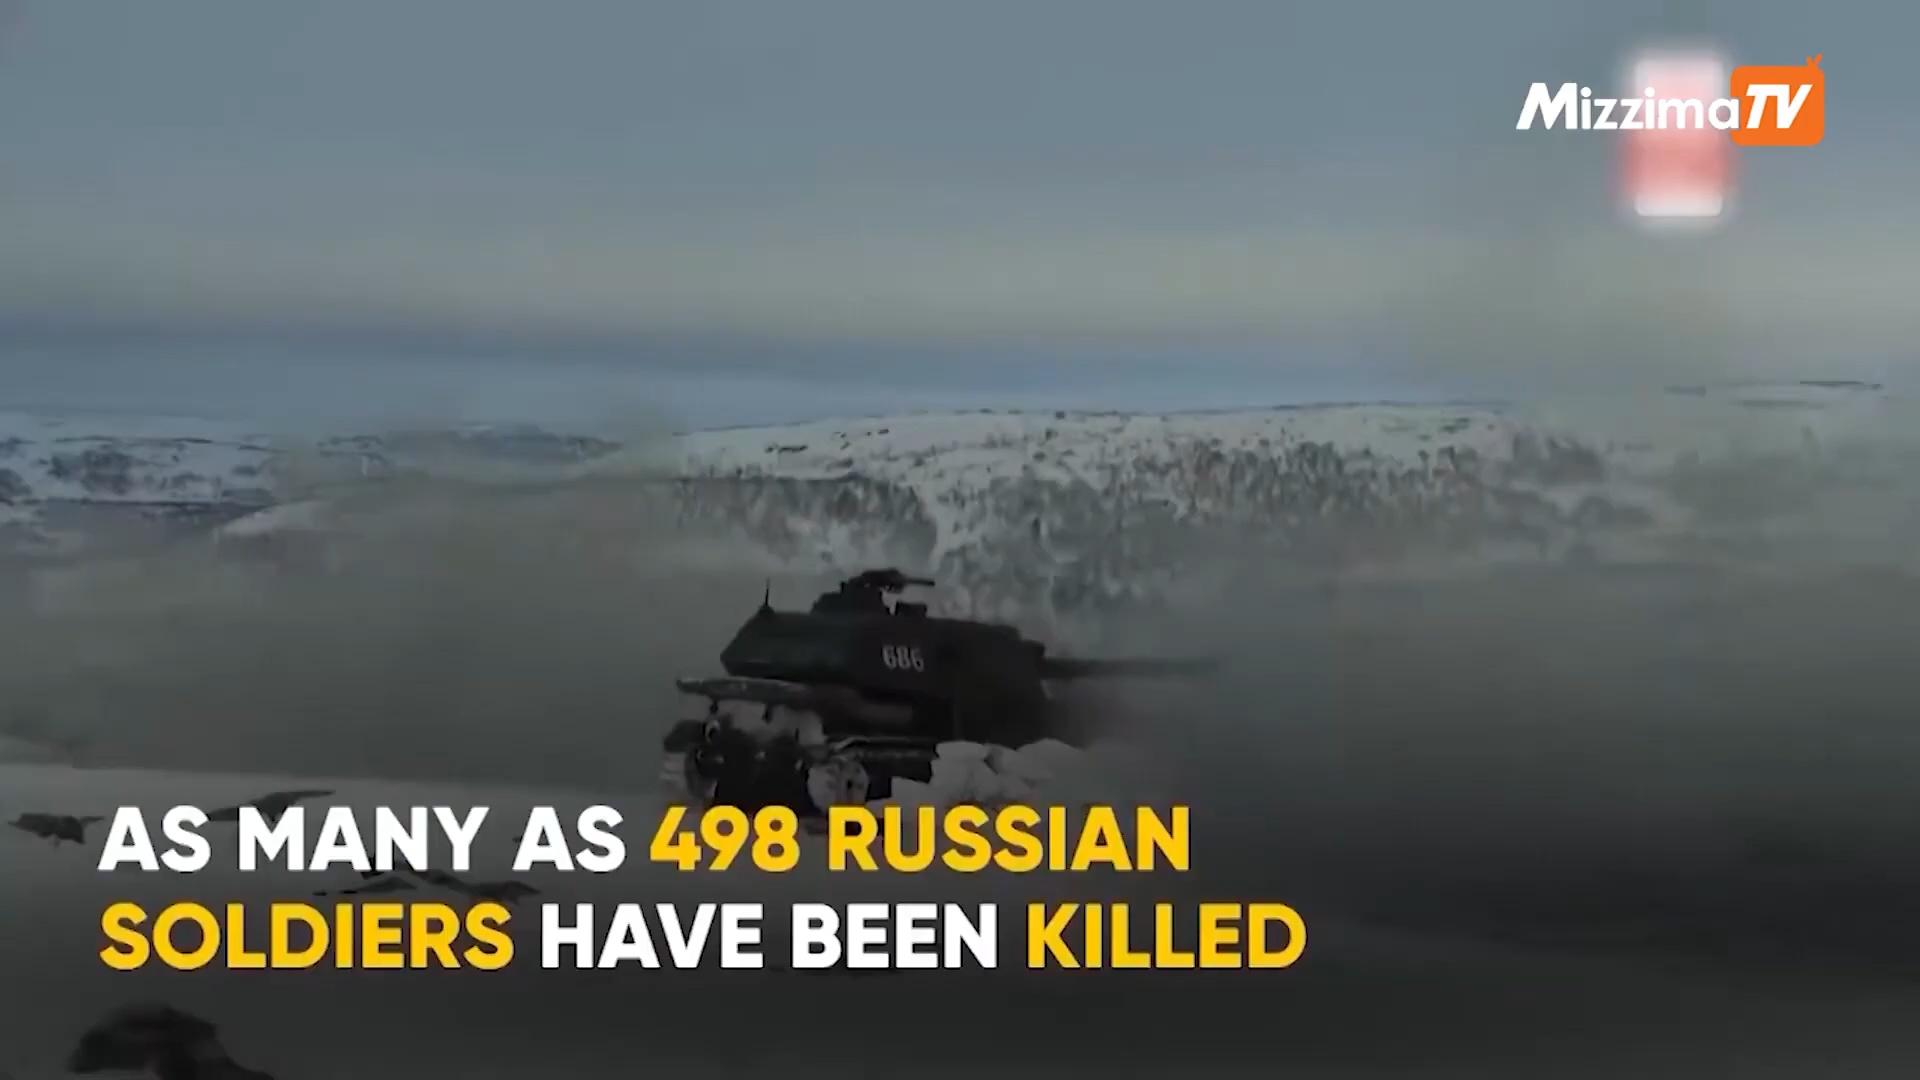 MizzimaTV
686
AS MANY AS 498 RUSSIAN
SOLDIERS HAVE BEEN KILLED